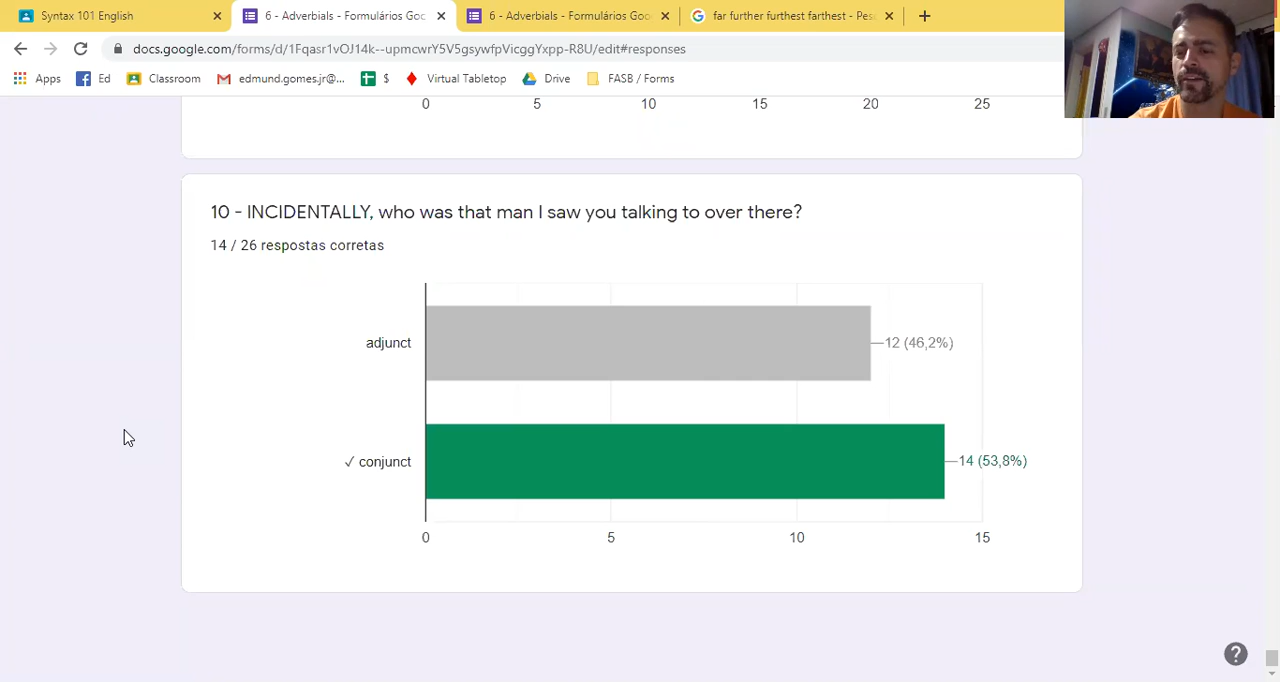 Syntax 101 English
6 - Adverbials - Formulários Goo
6 - Adverbials - Formulários Goo
far further furthest farthest - Pes
docs.google.com/forms/d/1Fqasr1vOJ14k--upmcwrY5V5gsywfpVicggYxpp-R8U/edit#responses
Apps
Ed
Classroom
edmund.gomes.jr@...
$
Virtual Tabletop
Drive
FASB / Forms
0 5 10 15 20 25
10 - INCIDENTALLY, who was that man I saw you talking to over there?
14 / 26 respostas corretas
adjunct
12 (46,2%)
✓ conjunct
14 (53,8%)
0 5 10 15
?